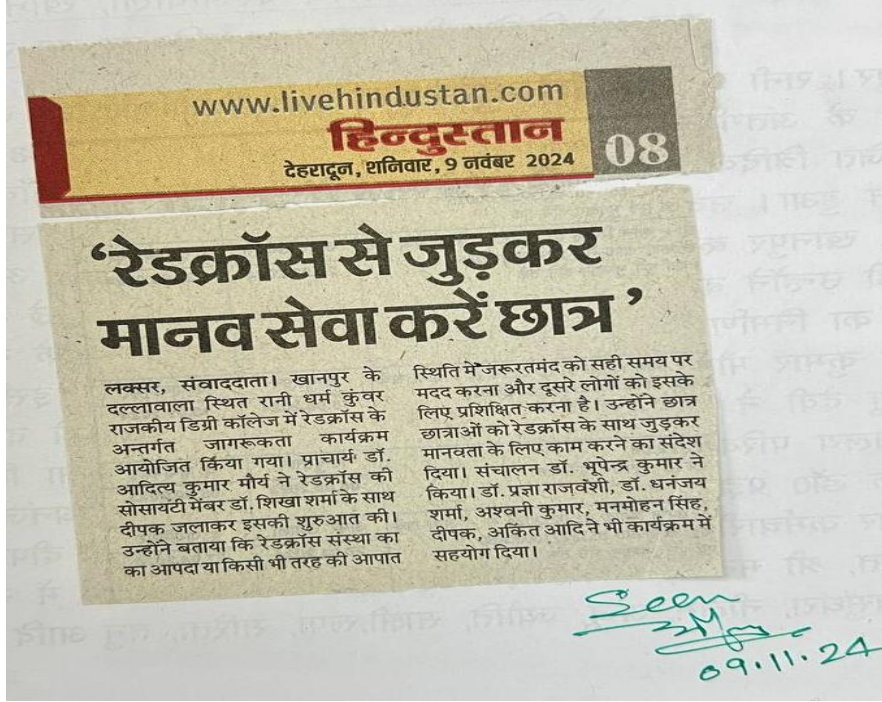 www.livehindustan.com
हिन्दुस्तान
देहरादून, शनिवार, 9 नवंबर 2024
08
‘रेडक्रॉस से जुड़कर
मानव सेवा करें छात्र’
लक्सर, संवाददाता। खानपुर के
दल्लावाला स्थित रानी धर्म कुंवर
राजकीय डिग्री कॉलेज में रेडक्रॉस के
अन्तर्गत जागरूकता कार्यक्रम
आयोजित किया गया। प्राचार्य डॉ.
आदित्य कुमार मौर्य ने रेडक्रॉस की
सोसायटी मेंबर डॉ. शिखा शर्मा के साथ
दीपक जलाकर इसकी शुरुआत की।
उन्होंने बताया कि रेडक्रॉस संस्था का
का आपदा या किसी भी तरह की आपात
स्थिति में जरूरतमंद को सही समय पर
मदद करना और दूसरे लोगों को इसके
लिए प्रशिक्षित करना है। उन्होंने छात्र
छात्राओं को रेडक्रॉस के साथ जुड़कर
मानवता के लिए काम करने का संदेश
दिया। संचालन डॉ. भूपेन्द्र कुमार ने
किया। डॉ. प्रज्ञा राजवंशी, डॉ. धनंजय
शर्मा, अश्वनी कुमार, मनमोहन सिंह,
दीपक, अंकित आदि ने भी कार्यक्रम में
सहयोग दिया।
Seen
09.11.24